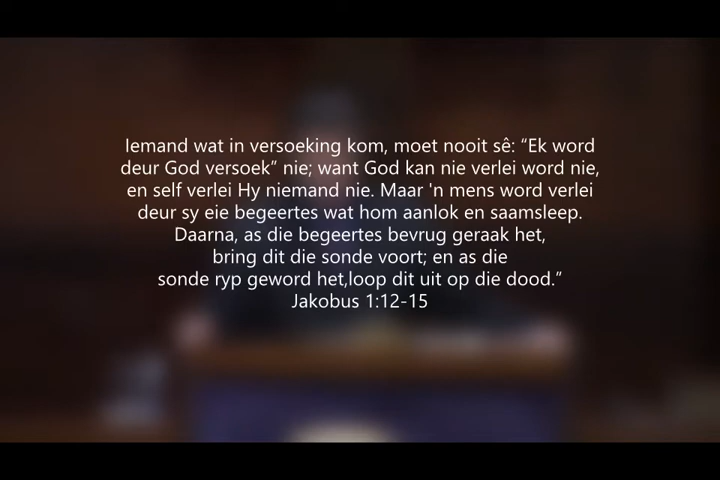 Iemand wat in versoeking kom, moet nooit sê: “Ek word
deur God versoek” nie; want God kan nie verlei word nie,
en self verlei Hy niemand nie. Maar 'n mens word verlei
deur sy eie begeertes wat hom aanlok en saamsleep.
Daarna, as die begeertes bevrug geraak het,
bring dit die sonde voort; en as die
sonde ryp geword het,loop dit uit op die dood.”
Jakobus 1:12-15